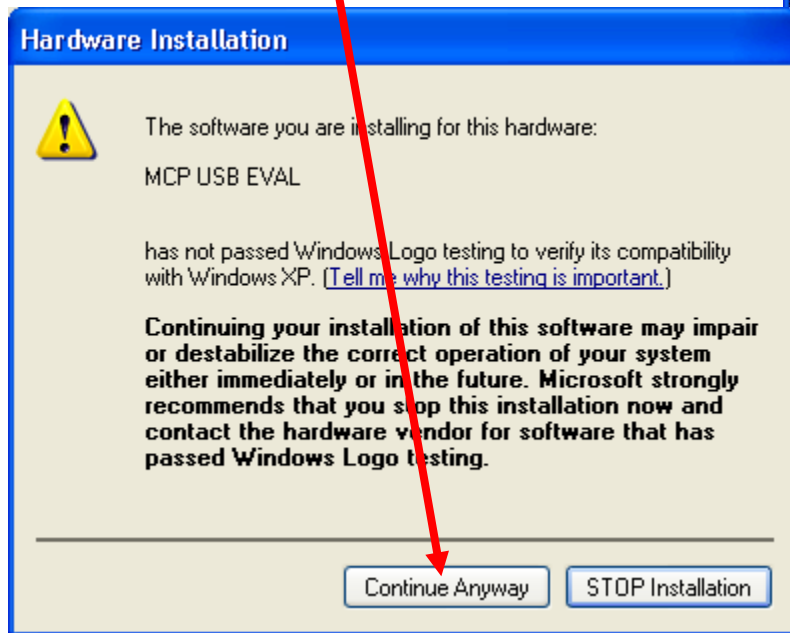 Hardware Installation
The software you are installing for this hardware:
MCP USB EVAL
has not passed Windows Logo testing to verify its compatibility
with Windows XP. (Tell me why this testing is important.)
Continuing your installation of this software may impair
or destabilize the correct operation of your system
either immediately or in the future. Microsoft strongly
recommends that you stop this installation now and
contact the hardware vendor for software that has
passed Windows Logo testing.
Continue Anyway
STOP Installation